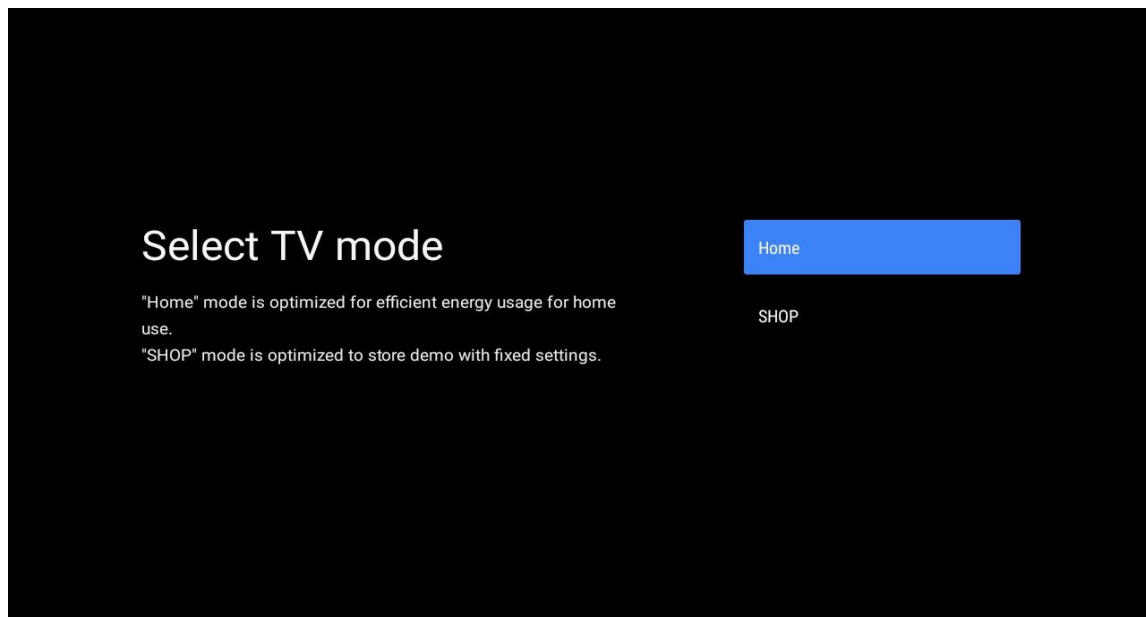 Select TV mode
"Home" mode is optimized for efficient energy usage for home
use.
"SHOP" mode is optimized to store demo with fixed settings.
Home
SHOP